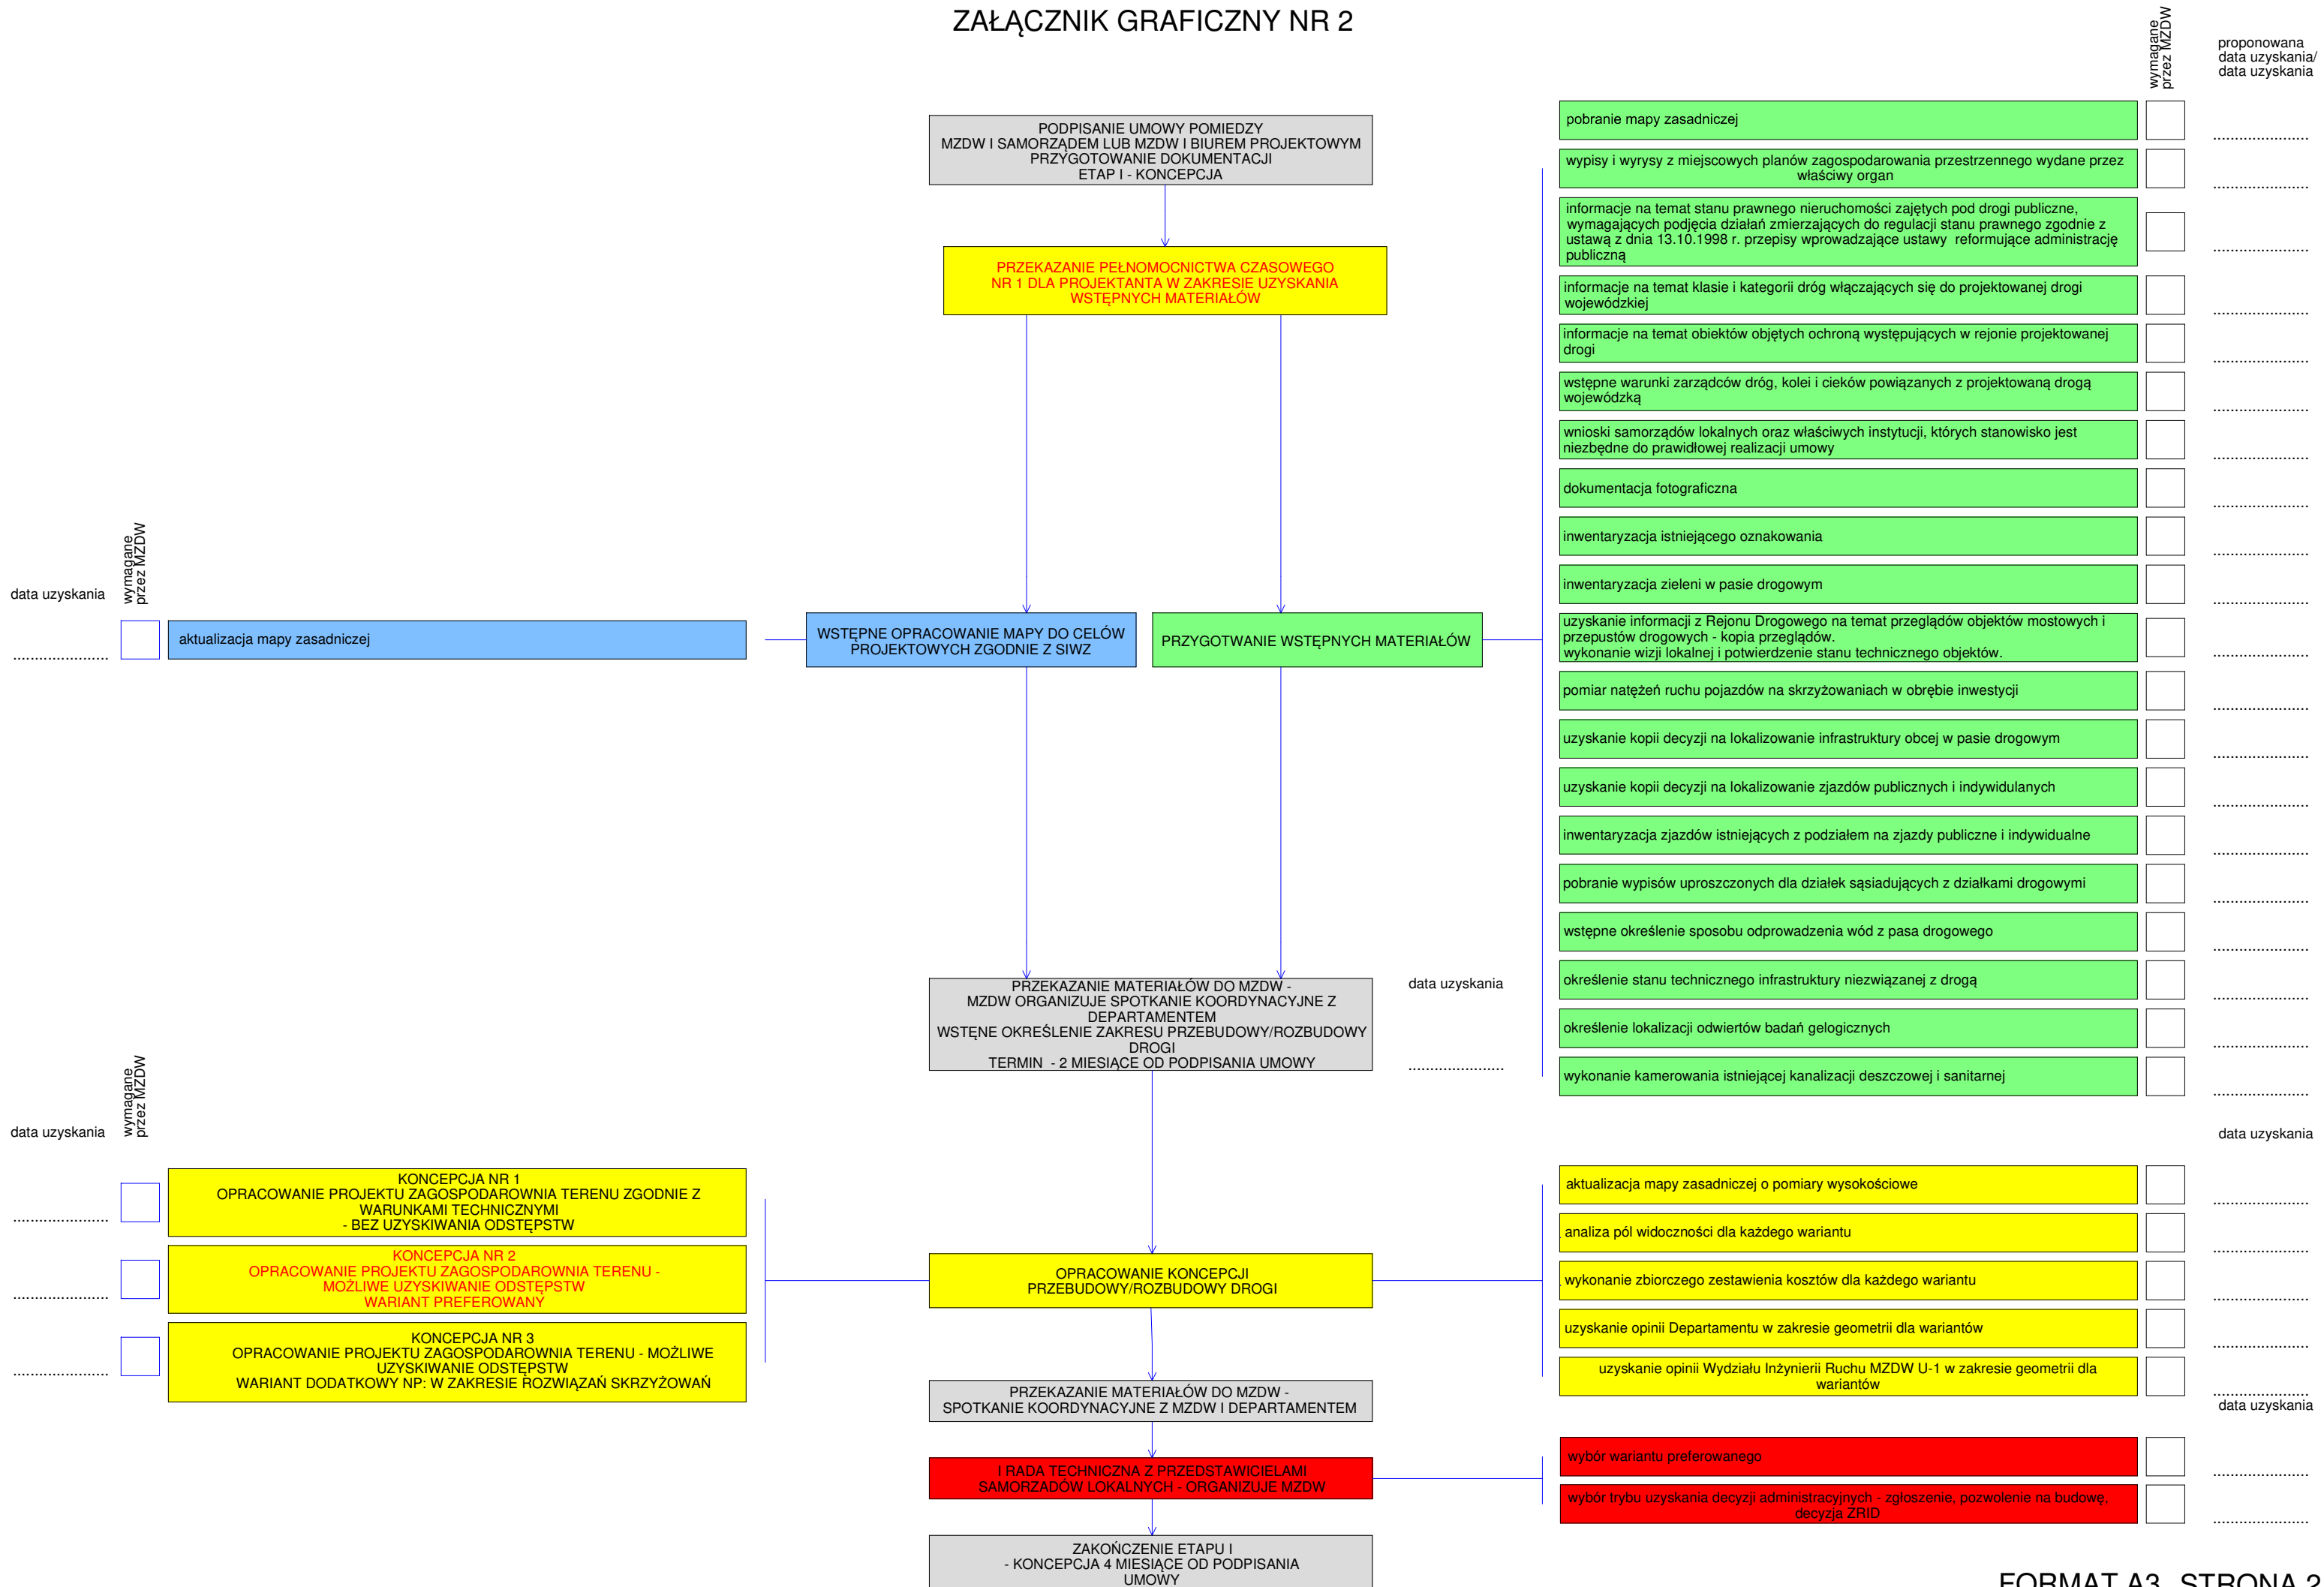 ZAŁĄCZNIK GRAFICZNY NR 2
wymagane
przez MZDW
proponowana
data uzyskania/
data uzyskania
PODPISANIE UMOWY POMIEDZY
MZDW I SAMORZĄDEM LUB MZDW I BIUREM PROJEKTOWYM
PRZYGOTOWANIE DOKUMENTACJI
ETAP I - KONCEPCJA
PRZEKAZANIE PEŁNOMOCNICTWA CZASOWEGO
NR 1 DLA PROJEKTANTA W ZAKRESIE UZYSKANIA
WSTĘPNYCH MATERIAŁÓW
pobranie mapy zasadniczej
......................
wypisy i wyrysy z miejscowych planów zagospodarowania przestrzennego wydane przez
właściwy organ
......................
informacje na temat stanu prawnego nieruchomości zajętych pod drogi publiczne,
wymagających podjęcia działań zmierzających do regulacji stanu prawnego zgodnie z
ustawą z dnia 13.10.1998 r. przepisy wprowadzające ustawy  reformujące administrację
publiczną
......................
informacje na temat klasie i kategorii dróg włączających się do projektowanej drogi
wojewódzkiej
......................
informacje na temat obiektów objętych ochroną występujących w rejonie projektowanej
drogi
......................
wstępne warunki zarządców dróg, kolei i cieków powiązanych z projektowaną drogą
wojewódzką
......................
wnioski samorządów lokalnych oraz właściwych instytucji, których stanowisko jest
niezbędne do prawidłowej realizacji umowy
......................
dokumentacja fotograficzna
......................
inwentaryzacja istniejącego oznakowania
......................
inwentaryzacja zieleni w pasie drogowym
......................
uzyskanie informacji z Rejonu Drogowego na temat przeglądów objektów mostowych i
przepustów drogowych - kopia przeglądów.
wykonanie wizji lokalnej i potwierdzenie stanu technicznego objektów.
......................
pomiar natężeń ruchu pojazdów na skrzyżowaniach w obrębie inwestycji
......................
uzyskanie kopii decyzji na lokalizowanie infrastruktury obcej w pasie drogowym
......................
uzyskanie kopii decyzji na lokalizowanie zjazdów publicznych i indywidulanych
......................
inwentaryzacja zjazdów istniejących z podziałem na zjazdy publiczne i indywidualne
......................
pobranie wypisów uproszczonych dla działek sąsiadujących z działkami drogowymi
......................
wstępne określenie sposobu odprowadzenia wód z pasa drogowego
......................
określenie stanu technicznego infrastruktury niezwiązanej z drogą
......................
określenie lokalizacji odwiertów badań gelogicznych
......................
wykonanie kamerowania istniejącej kanalizacji deszczowej i sanitarnej
......................
data uzyskania
wymagane
przez MZDW
......................
aktualizacja mapy zasadniczej
WSTĘPNE OPRACOWANIE MAPY DO CELÓW
PROJEKTOWYCH ZGODNIE Z SIWZ
PRZYGOTWANIE WSTĘPNYCH MATERIAŁÓW
PRZEKAZANIE MATERIAŁÓW DO MZDW -
MZDW ORGANIZUJE SPOTKANIE KOORDYNACYJNE Z
DEPARTAMENTEM
WSTĘNE OKREŚLENIE ZAKRESU PRZEBUDOWY/ROZBUDOWY
DROGI
TERMIN  - 2 MIESIĄCE OD PODPISANIA UMOWY
data uzyskania
......................
data uzyskania
wymagane
przez MZDW
KONCEPCJA NR 1
OPRACOWANIE PROJEKTU ZAGOSPODAROWNIA TERENU ZGODNIE Z
WARUNKAMI TECHNICZNYMI
- BEZ UZYSKIWANIA ODSTĘPSTW
......................
KONCEPCJA NR 2
OPRACOWANIE PROJEKTU ZAGOSPODAROWNIA TERENU -
MOŻLIWE UZYSKIWANIE ODSTĘPSTW
WARIANT PREFEROWANY
......................
KONCEPCJA NR 3
OPRACOWANIE PROJEKTU ZAGOSPODAROWNIA TERENU - MOŻLIWE
UZYSKIWANIE ODSTĘPSTW
WARIANT DODATKOWY NP: W ZAKRESIE ROZWIĄZAŃ SKRZYŻOWAŃ
......................
OPRACOWANIE KONCEPCJI
PRZEBUDOWY/ROZBUDOWY DROGI
data uzyskania
aktualizacja mapy zasadniczej o pomiary wysokościowe
......................
analiza pól widoczności dla każdego wariantu
......................
wykonanie zbiorczego zestawienia kosztów dla każdego wariantu
......................
uzyskanie opinii Departamentu w zakresie geometrii dla wariantów
......................
uzyskanie opinii Wydziału Inżynierii Ruchu MZDW U-1 w zakresie geometrii dla
wariantów
......................
PRZEKAZANIE MATERIAŁÓW DO MZDW -
SPOTKANIE KOORDYNACYJNE Z MZDW I DEPARTAMENTEM
I RADA TECHNICZNA Z PRZEDSTAWICIELAMI
SAMORZADÓW LOKALNYCH - ORGANIZUJE MZDW
data uzyskania
wybór wariantu preferowanego
......................
wybór trybu uzyskania decyzji administracyjnych - zgłoszenie, pozwolenie na budowę,
decyzja ZRID
......................
ZAKOŃCZENIE ETAPU I
- KONCEPCJA 4 MIESIĄCE OD PODPISANIA
UMOWY
FORMAT A3  STRONA 2